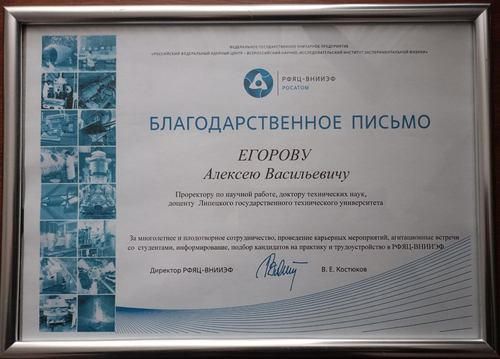 ФЕДЕРАЛЬНОЕ ГОСУДАРСТВЕННОЕ УНИТАРНОЕ ПРЕДПРИЯТИЕ
«РОССИЙСКИЙ ФЕДЕРАЛЬНЫЙ ЯДЕРНЫЙ ЦЕНТР – ВСЕРОССИЙСКИЙ НАУЧНО-ИССЛЕДОВАТЕЛЬСКИЙ ИНСТИТУТ ЭКСПЕРИМЕНТАЛЬНОЙ ФИЗИКИ»
РФЯЦ-ВНИИЭФ
РОСАТОМ
БЛАГОДАРСТВЕННОЕ ПИСЬМО
ЕГОРОВУ
Алексею Васильевичу
Проректору по научной работе, доктору технических наук,
доценту Липецкого государственного технического университета
За многолетнее и плодотворное сотрудничество, проведение карьерных мероприятий, агитационные встречи
со студентами, информирование, подбор кандидатов на практику и трудоустройство в РФЯЦ-ВНИИЭФ
Директор РФЯЦ-ВНИИЭФ
В. Е. Костюков